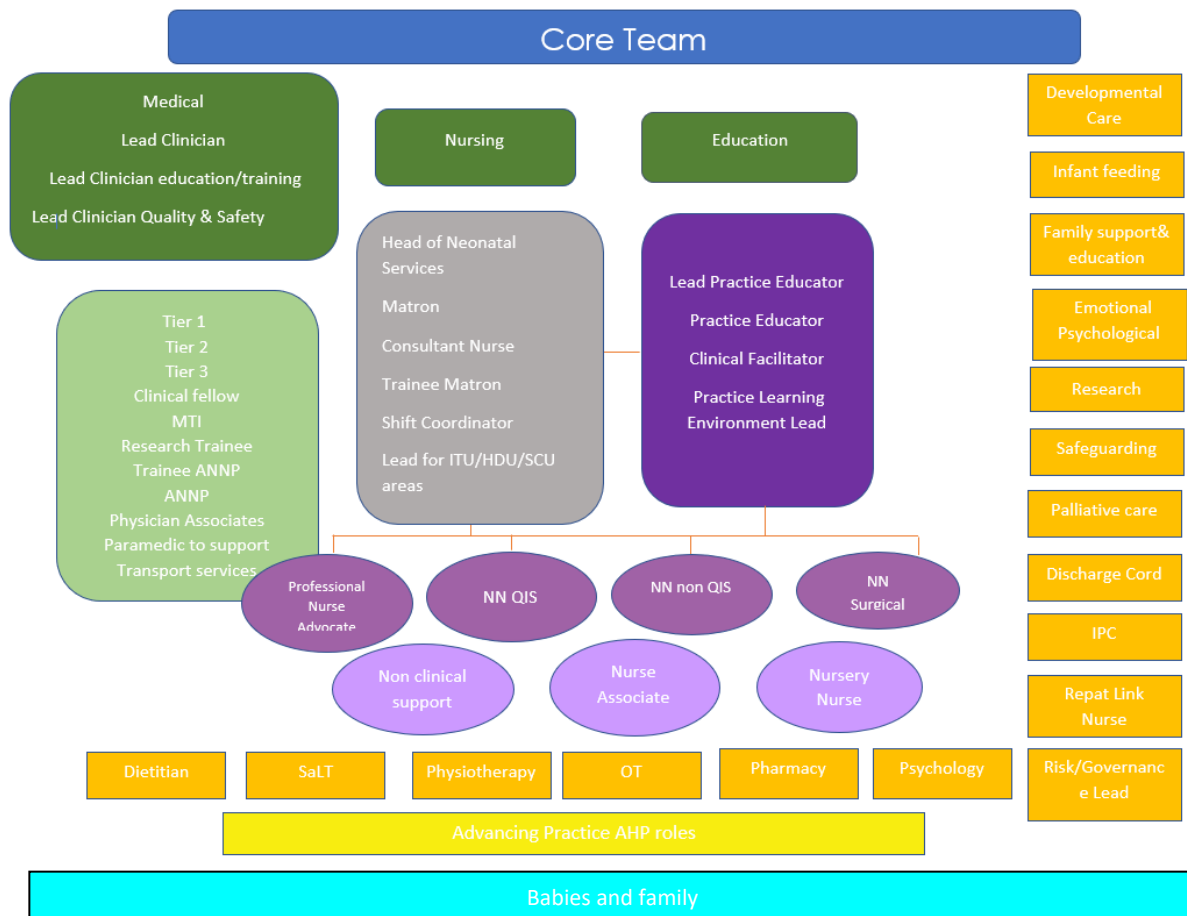 Core Team
Medical
Lead Clinician
Lead Clinician education/training
Lead Clinician Quality & Safety
Nursing
Education
Head of Neonatal
Services
Matron
Consultant Nurse
Trainee Matron
Shift Coordinator
Lead for ITU/HDU/SCU
areas
Lead Practice Educator
Practice Educator
Clinical Facilitator
Practice Learning
Environment Lead
Tier 1
Tier 2
Tier 3
Clinical fellow
MTI
Research Trainee
Trainee ANNP
ANNP
Physician Associates
Paramedic to support
Transport services
Professional
Nurse
Advocate
NN QIS
NN non QIS
NN
Surgical
Non clinical
support
Nurse
Associate
Nursery
Nurse
Developmental
Care
Infant feeding
Family support&
education
Emotional
Psychological
Research
Safeguarding
Palliative care
Discharge Cord
IPC
Repat Link
Nurse
Risk/Governanc
e Lead
Dietitian
SaLT
Physiotherapy
OT
Pharmacy
Psychology
Advancing Practice AHP roles
Babies and family